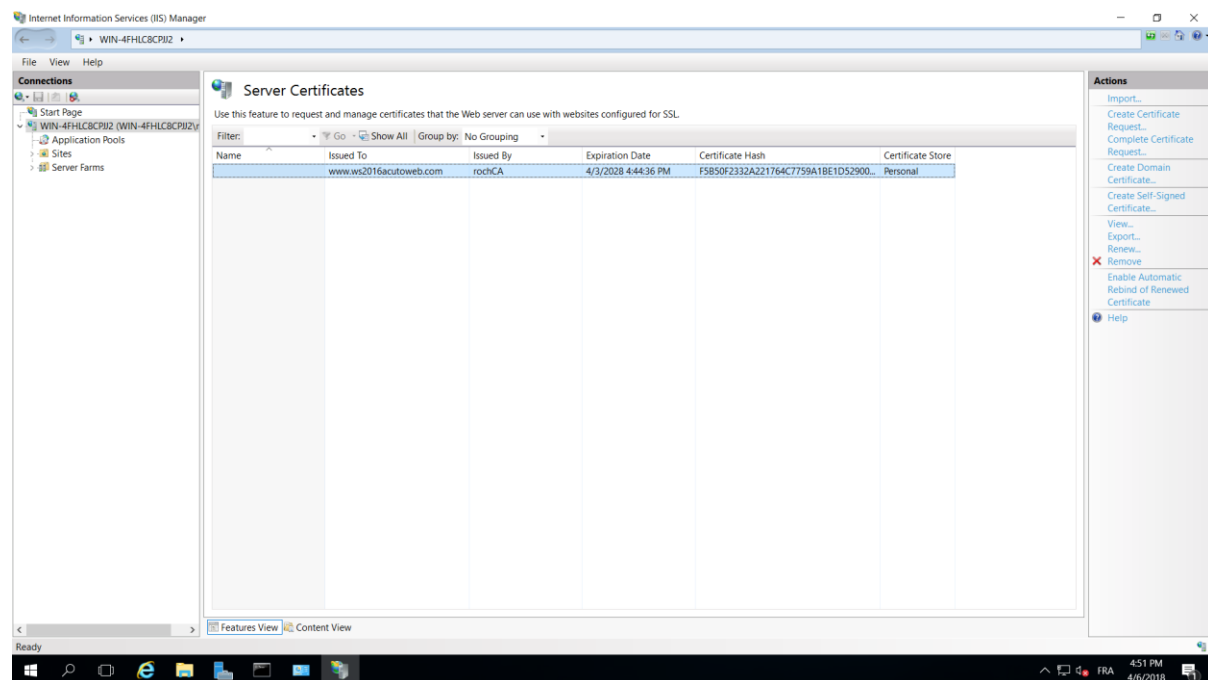 Internet Information Services (IIS) Manager
WIN-4FHLC8CPJJ2
File View Help
Connections
Start Page
WIN-4FHLC8CPJJ2 (WIN-4FHLC8CPJJ2\r
Application Pools
Sites
Server Farms
Server Certificates
Use this feature to request and manage certificates that the Web server can use with websites configured for SSL.
Filter: Go Show All Group by: No Grouping
Name Issued To Issued By Expiration Date Certificate Hash Certificate Store
www.ws2016acutoweb.com rochCA 4/3/2028 4:44:36 PM F5B50F2332A221764C7759A1BE1D52900... Personal
Features View Content View
Actions
Import...
Create Certificate
Request...
Complete Certificate
Request...
Create Domain
Certificate...
Create Self-Signed
Certificate...
View...
Export...
Renew...
Remove
Enable Automatic
Rebind of Renewed
Certificate
Help
Ready
FRA
4:51 PM
4/6/2018